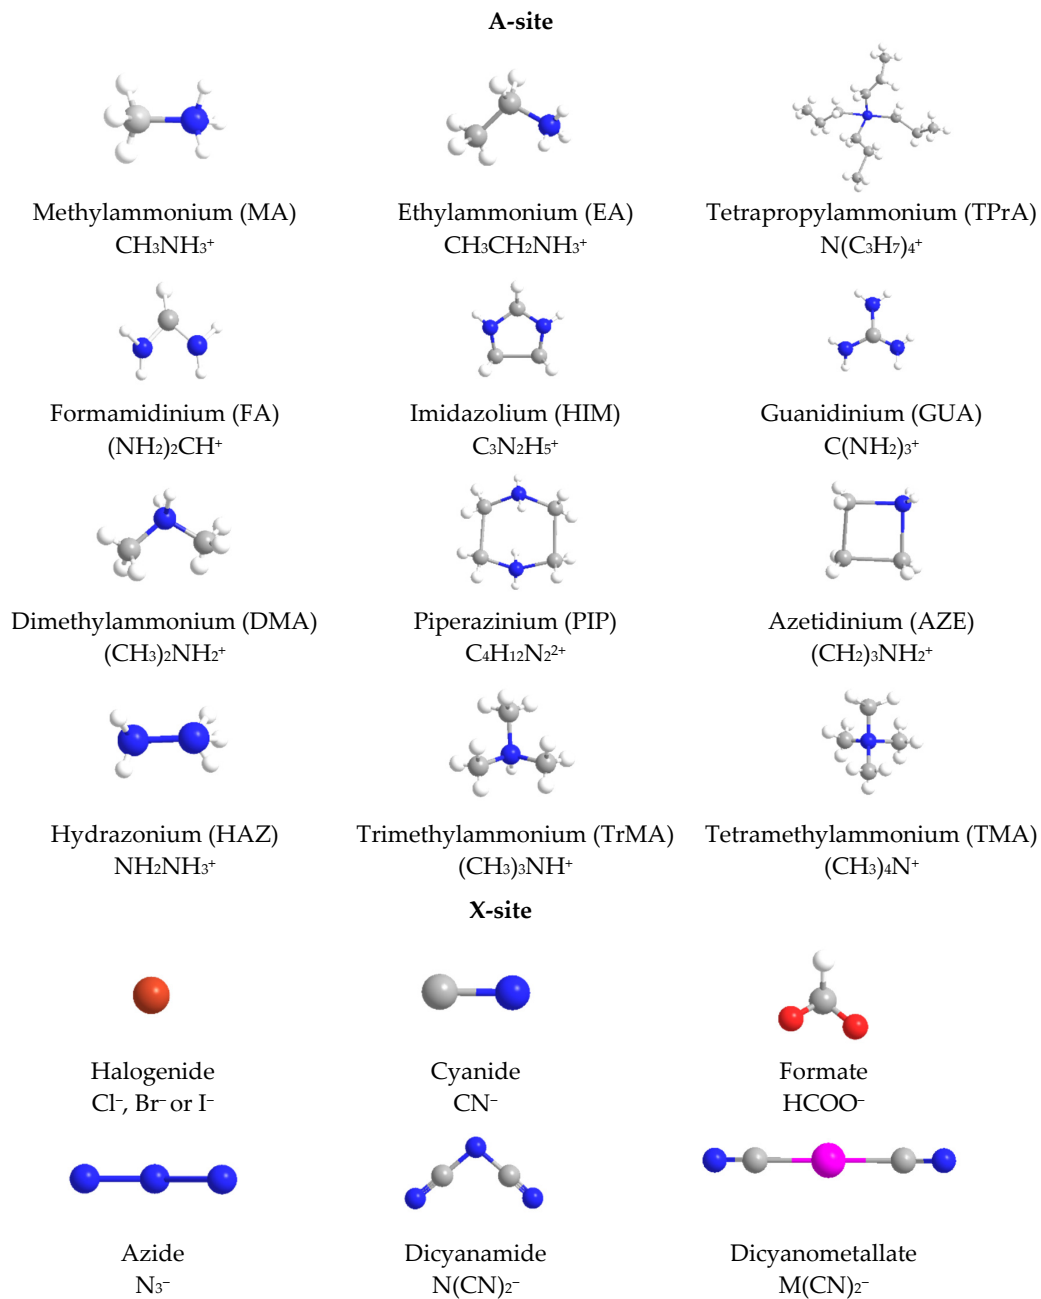 A-site
Methylammonium (MA) Ethylammonium (EA) Tetrapropylammonium (TPrA)
CH₃NH₃⁺ CH₃CH₂NH₃⁺ N(C₃H₇)₄⁺
Formamidinium (FA) Imidazolium (HIM) Guanidinium (GUA)
(NH₂)₂CH⁺ C₃N₂H₅⁺ C(NH₂)₃⁺
Dimethylammonium (DMA) Piperazinium (PIP) Azetidinium (AZE)
(CH₃)₂NH₂⁺ C₄H₁₂N₂²⁺ (CH₂)₃NH₂⁺
Hydrazonium (HAZ) Trimethylammonium (TrMA) Tetramethylammonium (TMA)
NH₂NH₃⁺ (CH₃)₃NH⁺ (CH₃)₄N⁺
X-site
Halogenide Cyanide Formate
Cl⁻, Br⁻ or I⁻ CN⁻ HCOO⁻
Azide Dicyanamide Dicyanometallate
N₃⁻ N(CN)₂⁻ M(CN)₂⁻